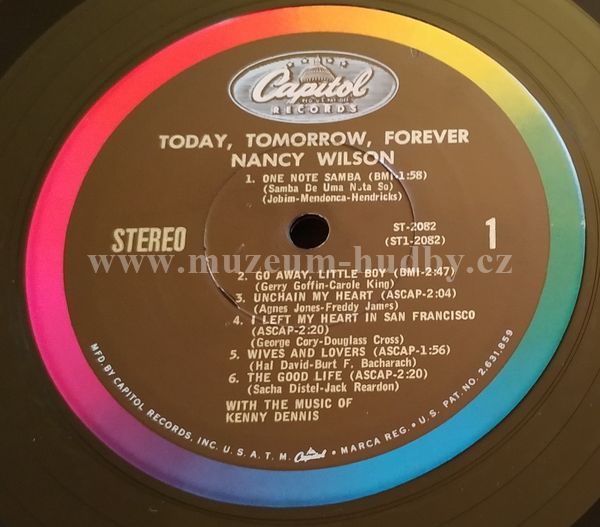 Capitol
RECORDS
TODAY, TOMORROW, FOREVER
NANCY WILSON
1. ONE NOTE SAMBA (BMI-1:58)
(Samba De Uma Nota So)
(Jobim-Mendonca-Hendricks)
STEREO
ST-2082
(ST1-2082)
1
www.muzeum-hudby.cz
2. GO AWAY, LITTLE BOY (BMI-2:47)
(Gerry Goffin-Carole King)
3. UNCHAIN MY HEART (ASCAP-2:04)
(Agnes Jones-Freddy James)
4. I LEFT MY HEART IN SAN FRANCISCO
(ASCAP-2:20)
(George Cory-Douglass Cross)
5. WIVES AND LOVERS (ASCAP-1:56)
(Hal David-Burt F. Bacharach)
6. THE GOOD LIFE (ASCAP-2:20)
(Sacha Distel-Jack Reardon)
WITH THE MUSIC OF
KENNY DENNIS
MFD. BY CAPITOL RECORDS, INC. U.S.A. T.M. Capitol MARCA REG. • U.S. PAT. NO. 2,631,859